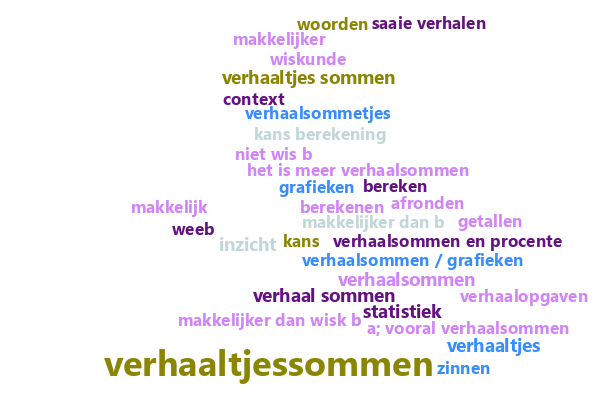 woorden saaie verhalen
makkelijker
wiskunde
verhaaltjes sommen
context
verhaalsommetjes
kans berekening
niet wis b
het is meer verhaalsommen
grafieken bereken
makkelijk berekenen afronden
makkelijker dan b getallen
weeb
inzicht kans verhaalsommen en procente
verhaalsommen / grafieken
verhaalsommen
verhaal sommen verhaalopgaven
statistiek
makkelijker dan wisk b
a; vooral verhaalsommen
verhaaltjes
verhaaltjessommen zinnen